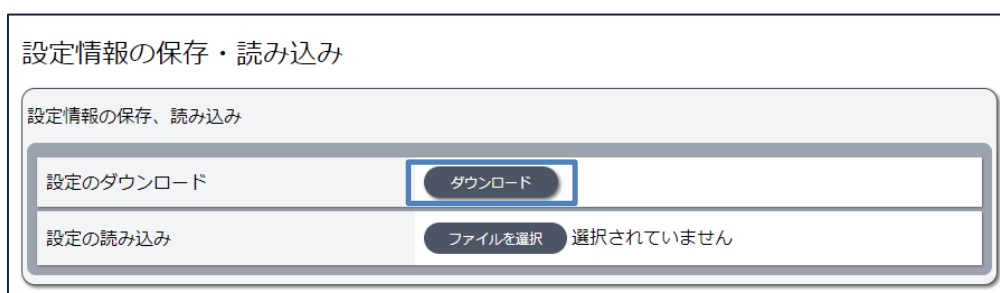 設定情報の保存・読み込み
設定情報の保存、読み込み
設定のダウンロード ダウンロード
設定の読み込み ファイルを選択 選択されていません